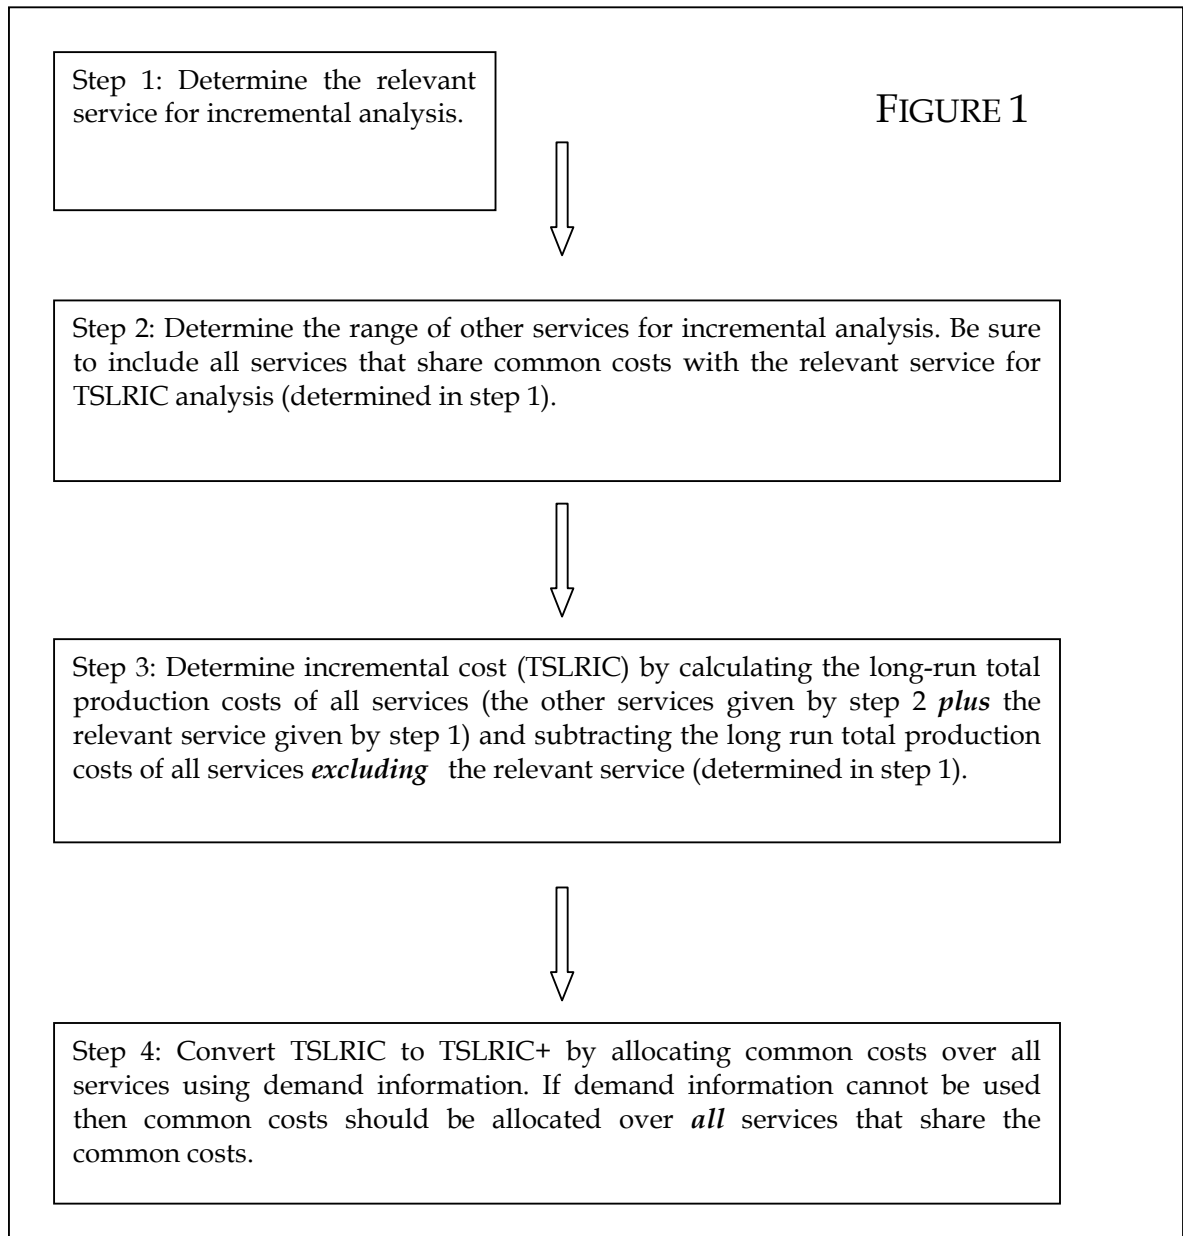 Step 1: Determine the relevant
service for incremental analysis.
FIGURE 1
Step 2: Determine the range of other services for incremental analysis. Be sure
to include all services that share common costs with the relevant service for
TSLRIC analysis (determined in step 1).
Step 3: Determine incremental cost (TSLRIC) by calculating the long-run total
production costs of all services (the other services given by step 2 plus the
relevant service given by step 1) and subtracting the long run total production
costs of all services excluding the relevant service (determined in step 1).
Step 4: Convert TSLRIC to TSLRIC+ by allocating common costs over all
services using demand information. If demand information cannot be used
then common costs should be allocated over all services that share the
common costs.